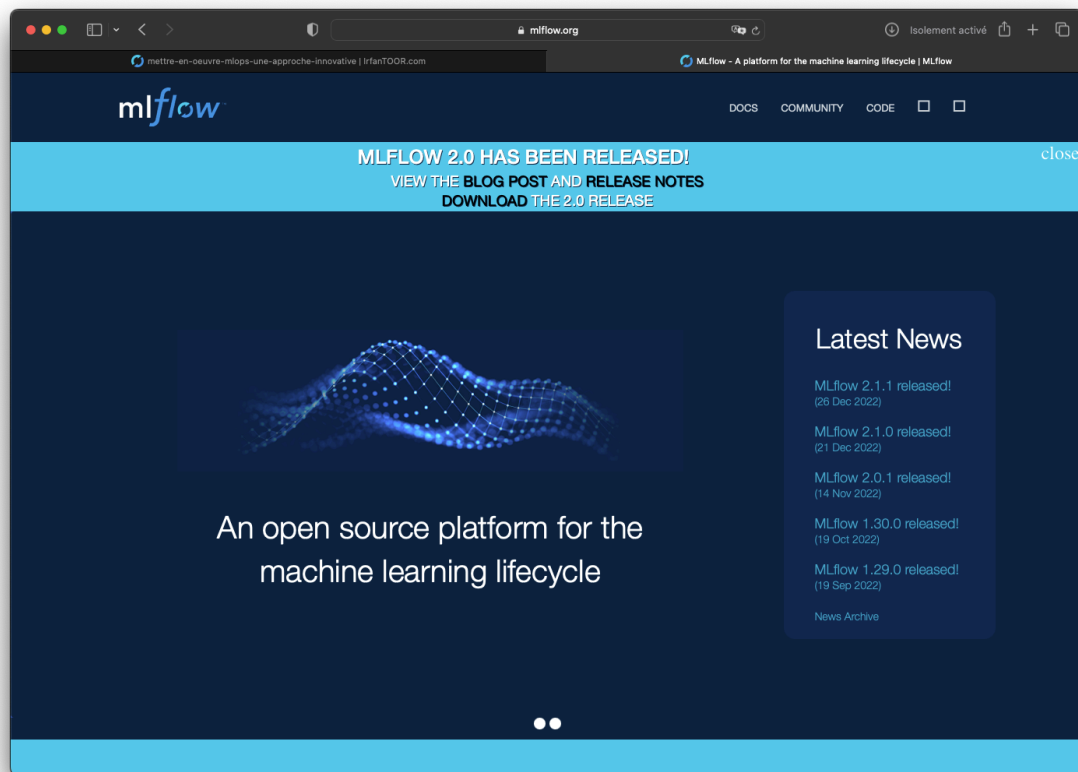 mlflow.org
Isolement activé
mettre-en-oeuvre-mlops-une-approche-innovative | IrfanTOOR.com
MLflow - A platform for the machine learning lifecycle | MLflow
mlflow
DOCS COMMUNITY CODE
MLFLOW 2.0 HAS BEEN RELEASED!
close
VIEW THE BLOG POST AND RELEASE NOTES
DOWNLOAD THE 2.0 RELEASE
An open source platform for the
machine learning lifecycle
Latest News
MLflow 2.1.1 released!
(26 Dec 2022)
MLflow 2.1.0 released!
(21 Dec 2022)
MLflow 2.0.1 released!
(14 Nov 2022)
MLflow 1.30.0 released!
(19 Oct 2022)
MLflow 1.29.0 released!
(19 Sep 2022)
News Archive